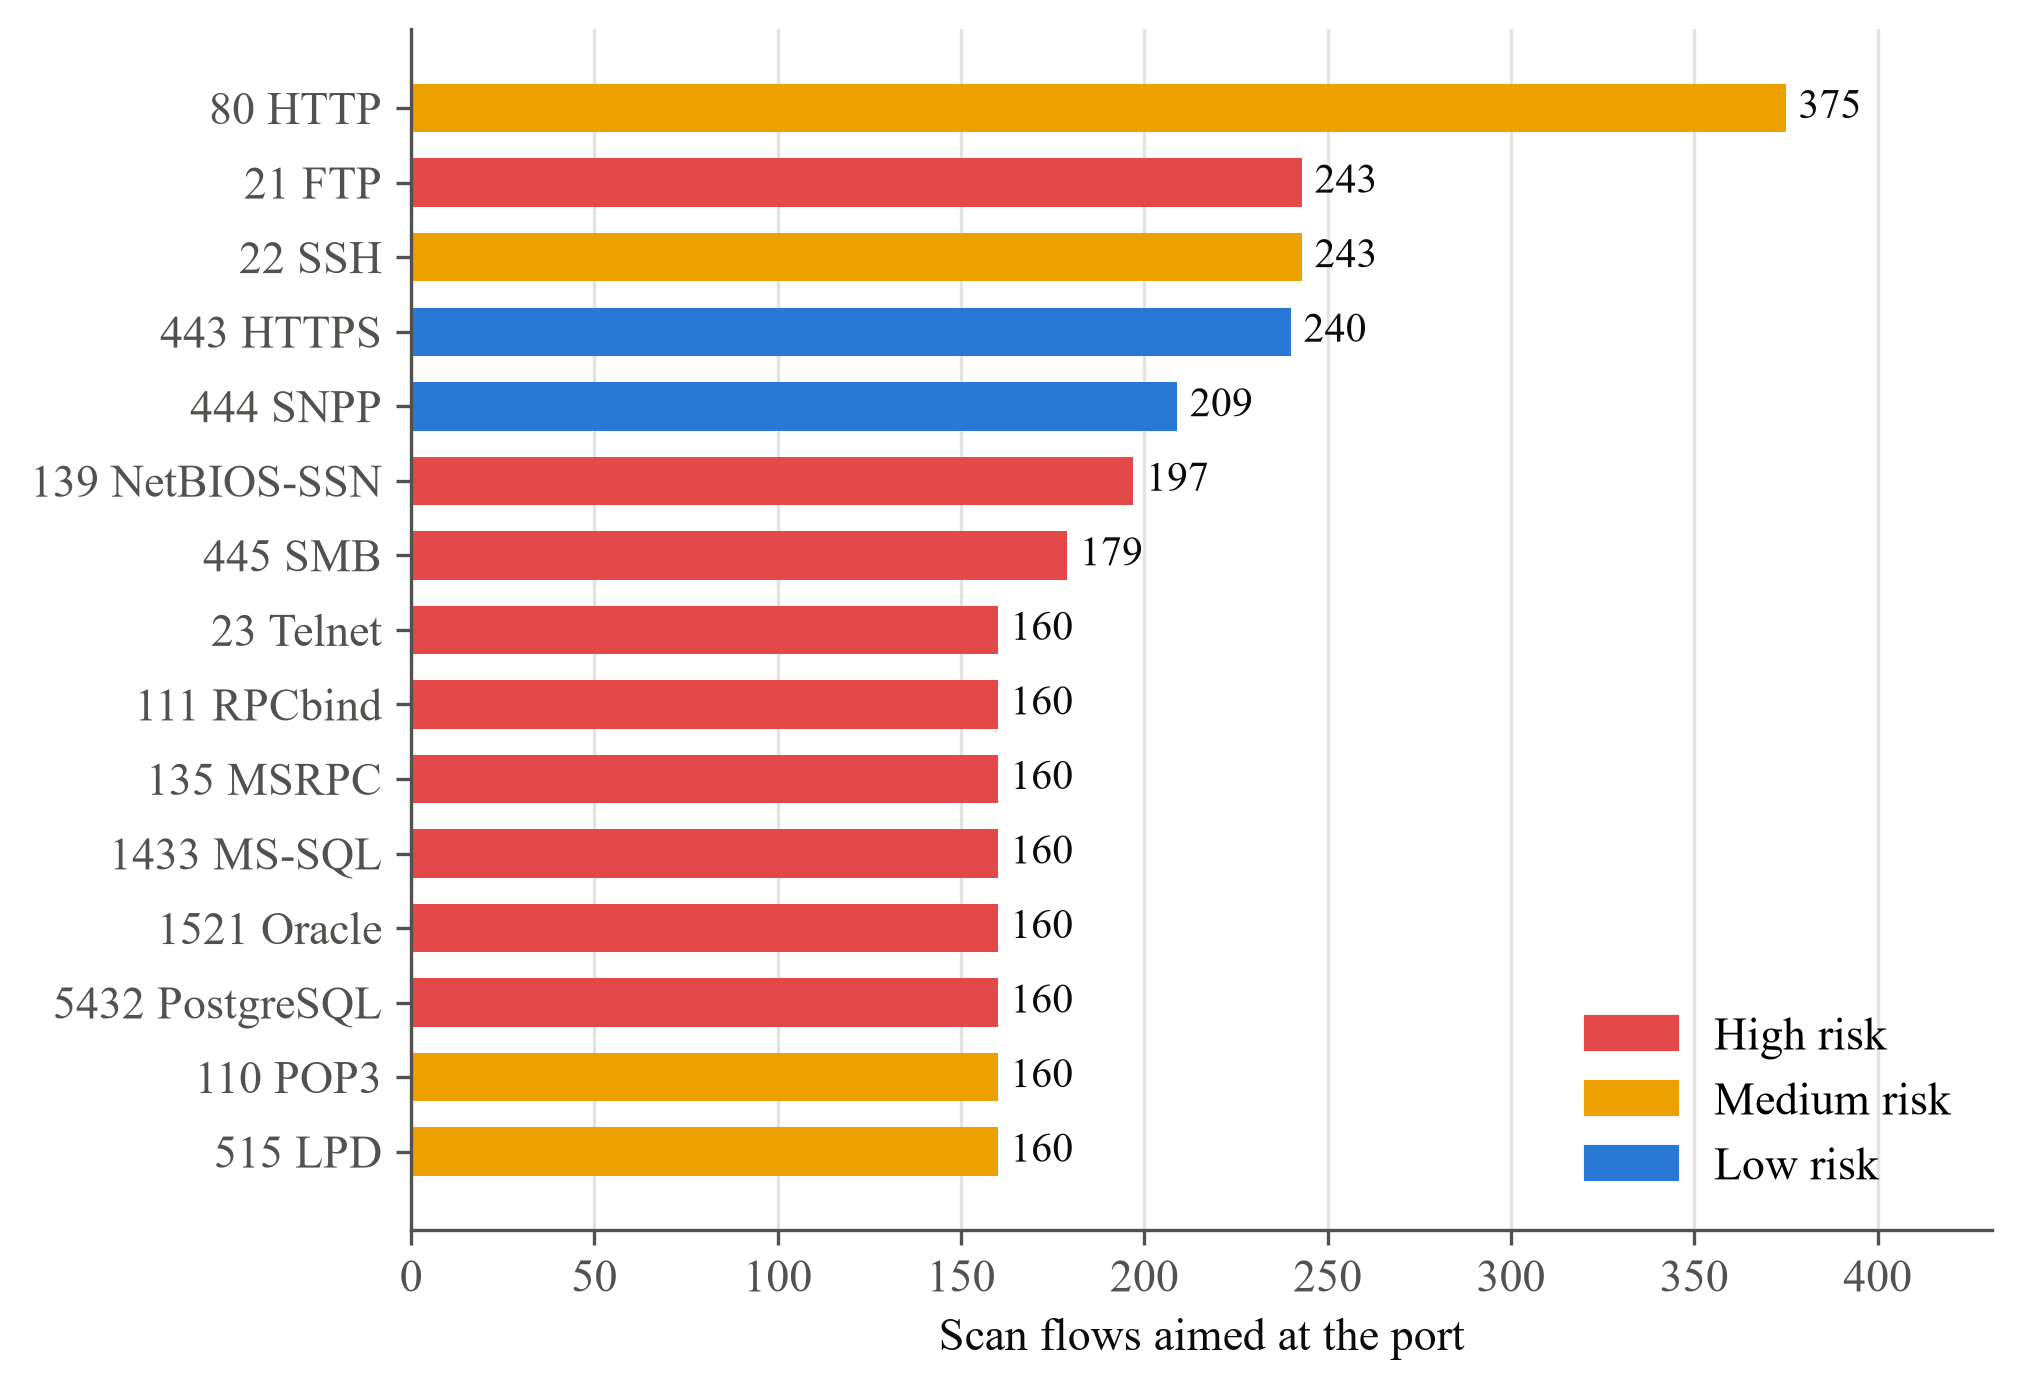 80 HTTP 375
21 FTP 243
22 SSH 243
443 HTTPS 240
444 SNPP 209
139 NetBIOS-SSN 197
445 SMB 179
23 Telnet 160
111 RPCbind 160
135 MSRPC 160
1433 MS-SQL 160
1521 Oracle 160
5432 PostgreSQL 160
110 POP3 160
515 LPD 160
High risk
Medium risk
Low risk
0 50 100 150 200 250 300 350 400
Scan flows aimed at the port